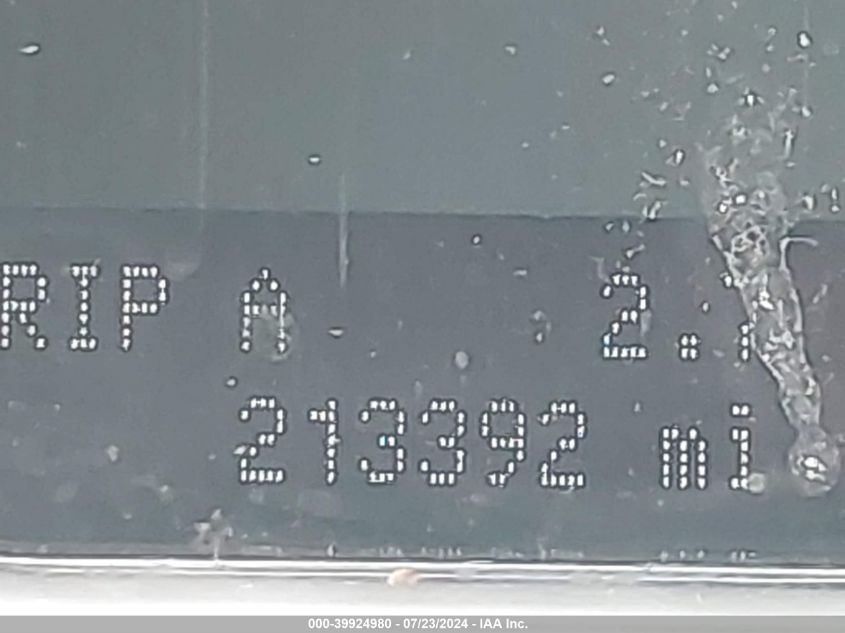 RIP A 2.
213392 mi
000-39924980 - 07/23/2024 - IAA Inc.